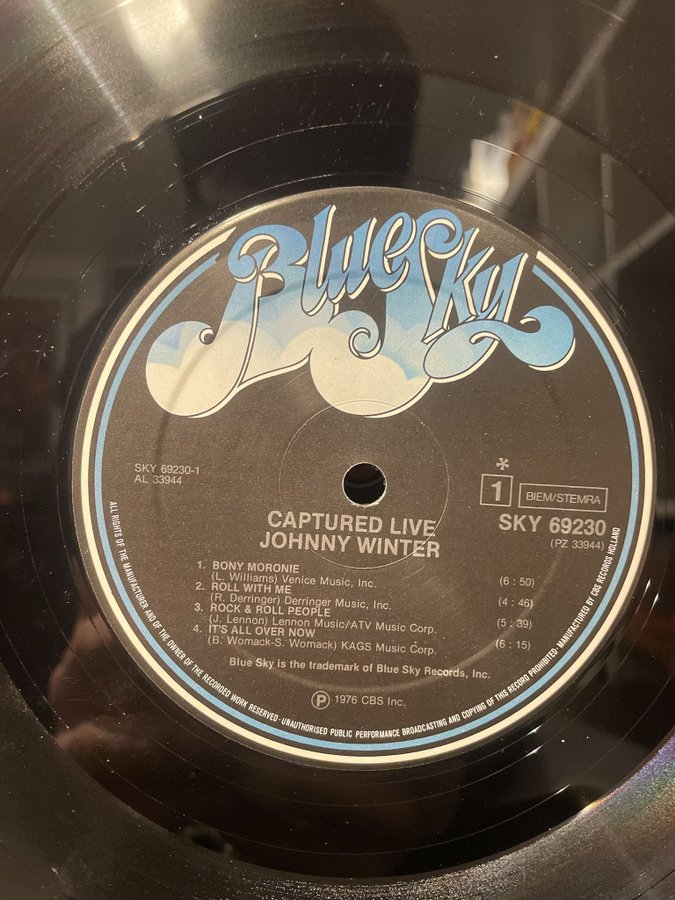 Blue Sky
SKY 69230-1
AL 33944
*
1
BIEM/STEMRA
SKY 69230
(PZ 33944)
CAPTURED LIVE
JOHNNY WINTER
1. BONY MORONIE
(L. Williams) Venice Music, Inc. (6 : 50)
2. ROLL WITH ME
(R. Derringer) Derringer Music, Inc. (4 : 46)
3. ROCK & ROLL PEOPLE
(J. Lennon) Lennon Music/ATV Music Corp. (5 : 39)
4. IT'S ALL OVER NOW
(B. Womack-S. Womack) KAGS Music Corp. (6 : 15)
Blue Sky is the trademark of Blue Sky Records, Inc.
℗ 1976 CBS Inc.
ALL RIGHTS OF THE MANUFACTURER AND OF THE OWNER OF THE RECORDED WORK RESERVED · UNAUTHORISED PUBLIC PERFORMANCE BROADCASTING AND COPYING OF THIS RECORD PROHIBITED · MANUFACTURED BY CBS RECORDS HOLLAND